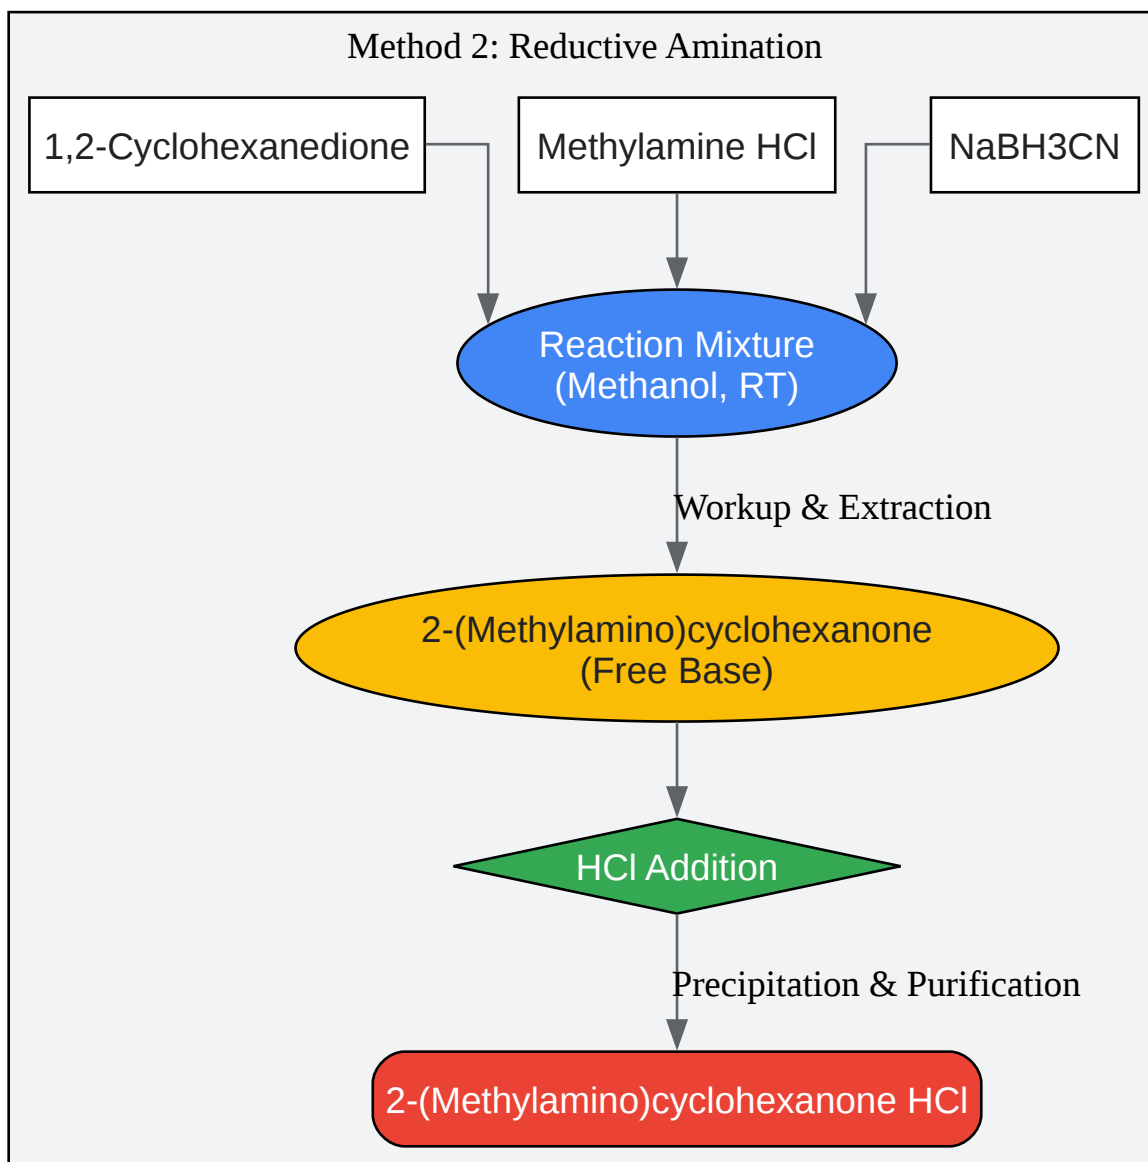 Method 2: Reductive Amination
1,2-Cyclohexanedione
Methylamine HCl
NaBH3CN
Reaction Mixture
(Methanol, RT)
Workup & Extraction
2-(Methylamino)cyclohexanone
(Free Base)
HCl Addition
Precipitation & Purification
2-(Methylamino)cyclohexanone HCl